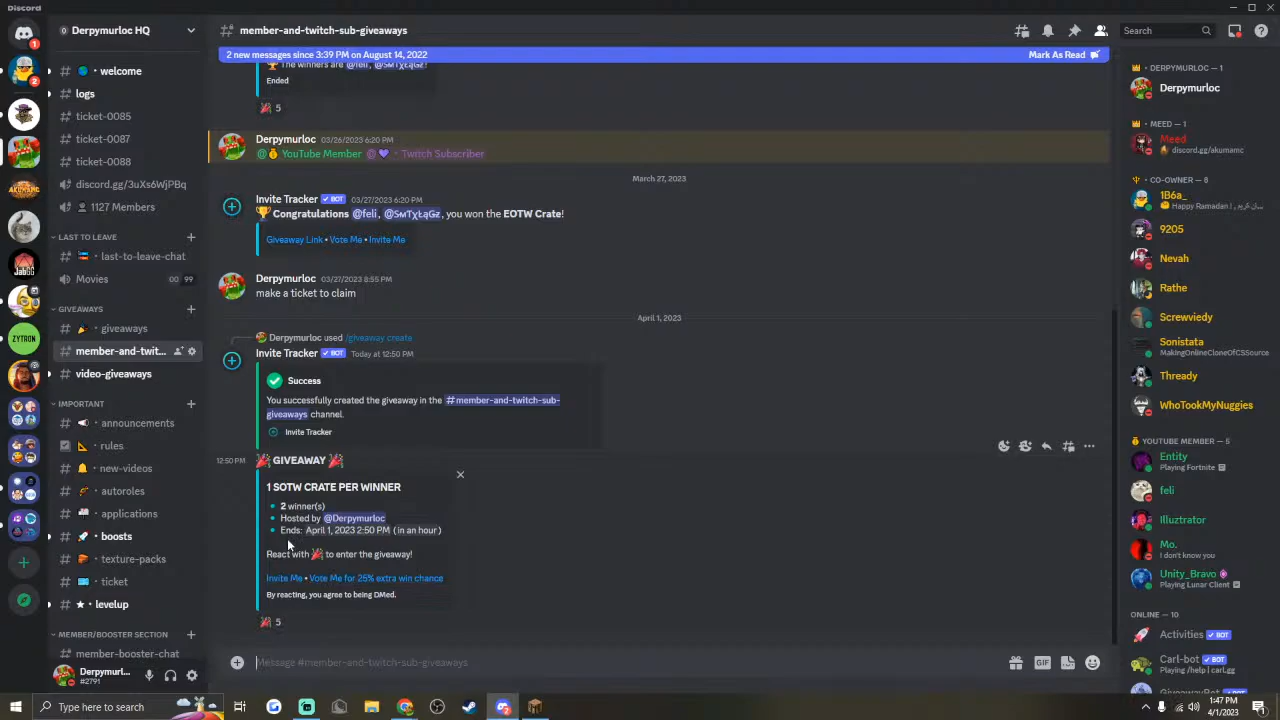 Discord
Derpymurloc HQ
member-and-twitch-sub-giveaways
Search
2 new messages since 3:39 PM on August 14, 2022
Mark As Read
welcome
logs
ticket-0085
ticket-0087
ticket-0088
discord.gg/3uXs6WjPBq
1127 Members
LAST TO LEAVE
last-to-leave-chat
Movies
00 99
GIVEAWAYS
giveaways
member-and-twit...
video-giveaways
IMPORTANT
announcements
rules
new-videos
autoroles
applications
boosts
texture-packs
ticket
levelup
MEMBER/BOOSTER SECTION
member-booster-chat
Derpymurl...
#2791
The winners are @feli, @SᴍTχȽąGƶ!
Ended
5
Derpymurloc 03/26/2023 6:20 PM
@ YouTube Member @ • Twitch Subscriber
March 27, 2023
Invite Tracker BOT 03/27/2023 6:20 PM
Congratulations @feli, @SᴍTχȽąGƶ, you won the EOTW Crate!
Giveaway Link • Vote Me • Invite Me
Derpymurloc 03/27/2023 8:55 PM
make a ticket to claim
April 1, 2023
Derpymurloc used /giveaway create
Invite Tracker BOT Today at 12:50 PM
Success
You successfully created the giveaway in the #member-and-twitch-sub-
giveaways channel.
Invite Tracker
12:50 PM
GIVEAWAY
1 SOTW CRATE PER WINNER
2 winner(s)
Hosted by @Derpymurloc
Ends: April 1, 2023 2:50 PM (in an hour)
React with to enter the giveaway!
Invite Me • Vote Me for 25% extra win chance
By reacting, you agree to being DMed.
5
Message #member-and-twitch-sub-giveaways
GIF
DERPYMURLOC — 1
Derpymurloc
MEED — 1
Meed
discord.gg/akumamc
CO-OWNER — 8
1B6a_
Happy Ramadan!
9205
Nevah
Rathe
Screwviedy
Sonistata
MakingOnlineCloneOfCSSource
Thready
WhoTookMyNuggies
YOUTUBE MEMBER — 5
Entity
Playing Fortnite
feli
Illuztrator
Mo.
I don't know you
Unity_Bravo
Playing Lunar Client
ONLINE — 10
Activities BOT
Carl-bot BOT
Playing /help | carl.gg
GiveawayBot
Type here to search
1:47 PM
4/1/2023